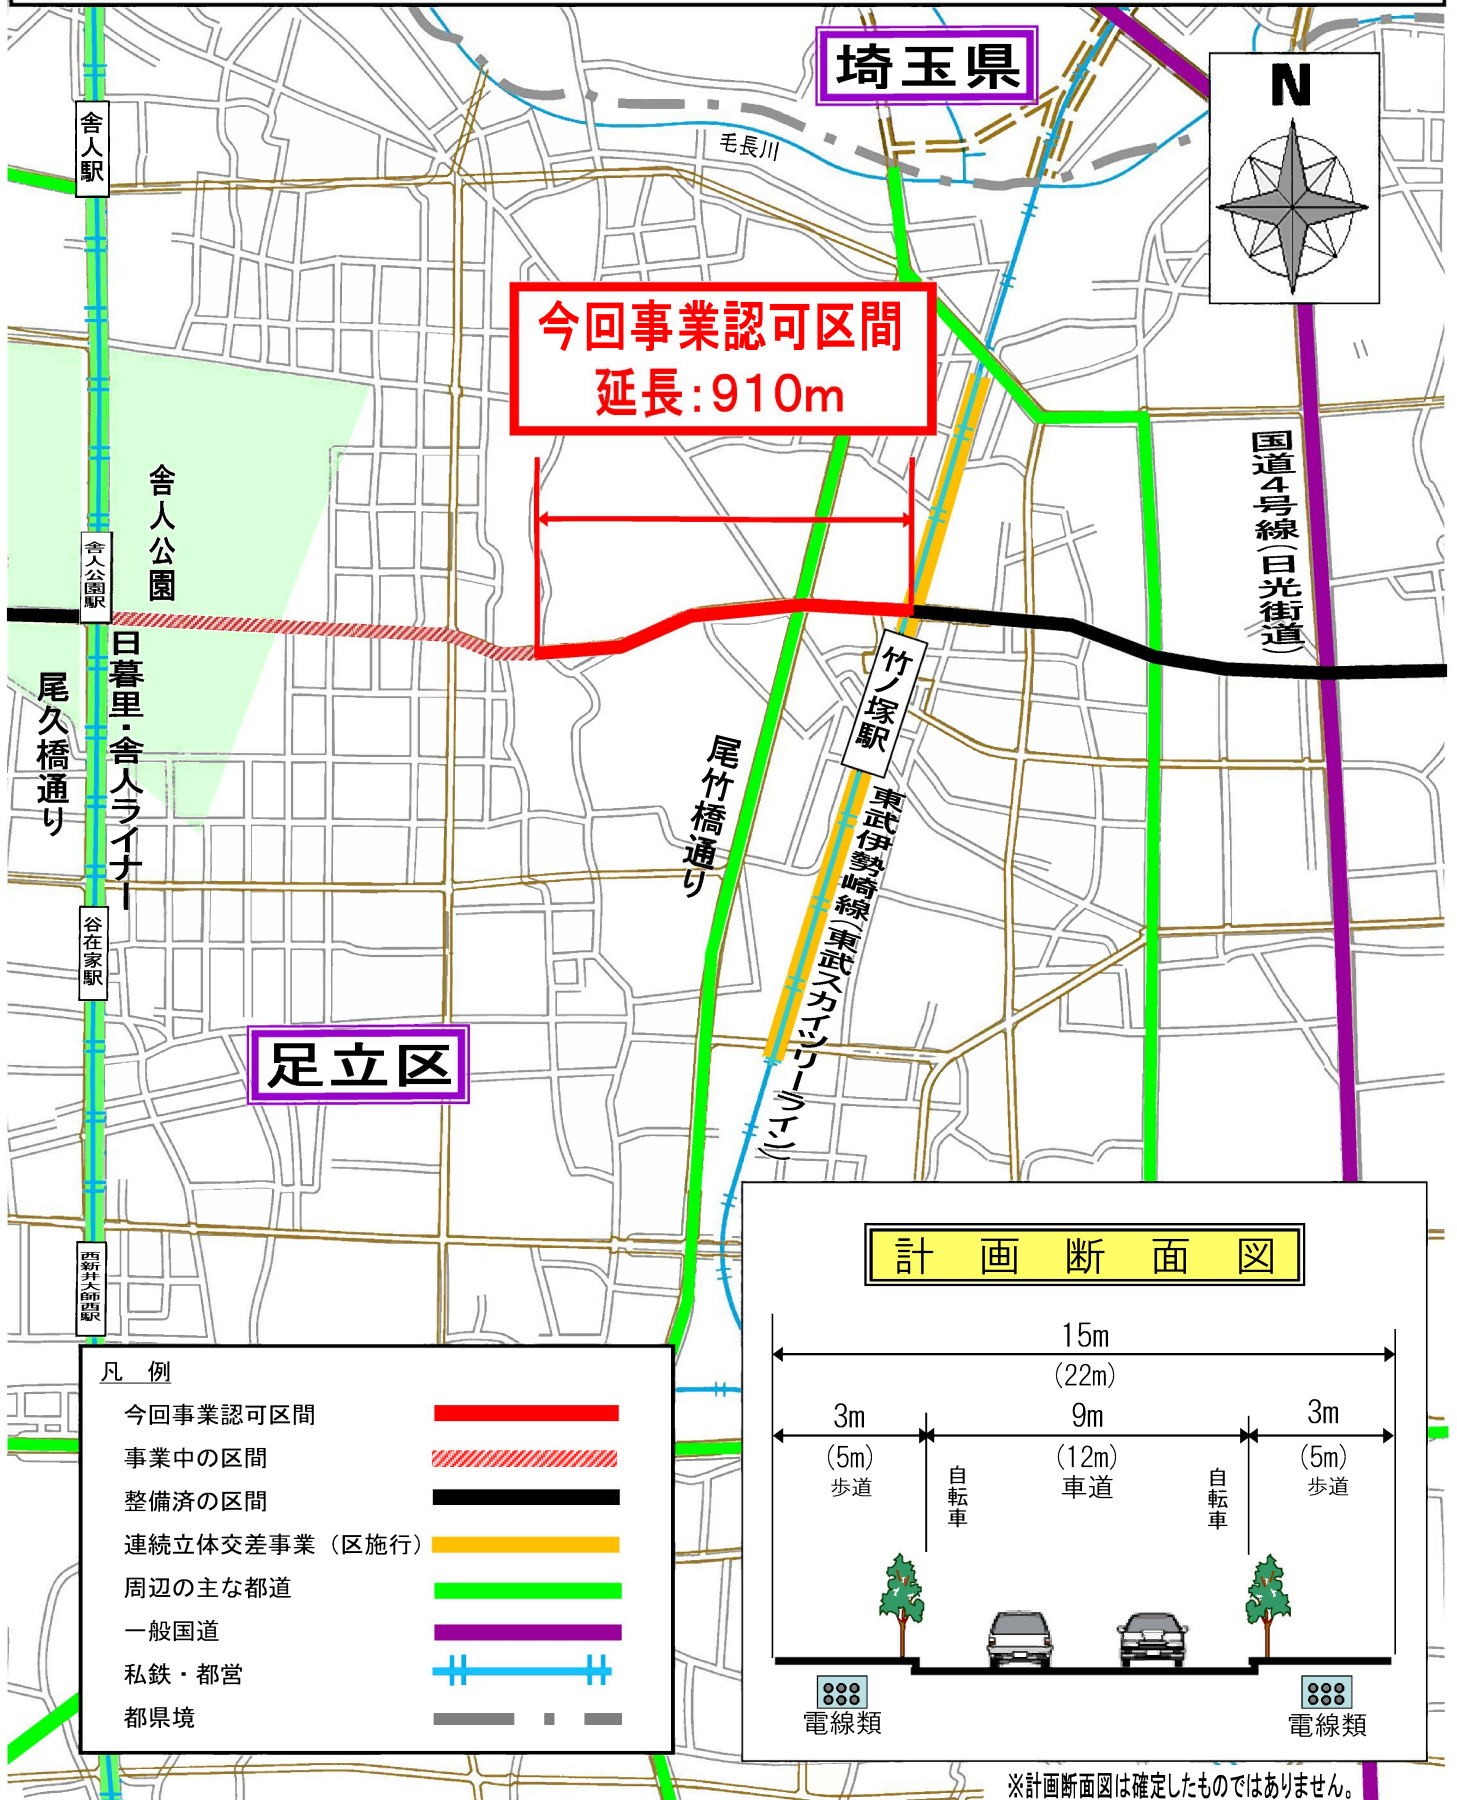 埼玉県
N
舎人駅
毛長川
今回事業認可区間
延長:910m
国道4号線(日光街道)
舎人公園
舎人公園駅
日暮里・舎人ライナー
尾久橋通り
竹ノ塚駅
尾竹橋通り
東武伊勢崎線(東武スカイツリーライン)
谷在家駅
足立区
西新井大師西駅
計画断面図
15m
(22m)
3m
9m
3m
(5m)
(12m)
(5m)
歩道
車道
歩道
自転車
自転車
電線類
電線類
凡 例
今回事業認可区間
事業中の区間
整備済の区間
連続立体交差事業(区施行)
周辺の主な都道
一般国道
私鉄・都営
都県境
※計画断面図は確定したものではありません。